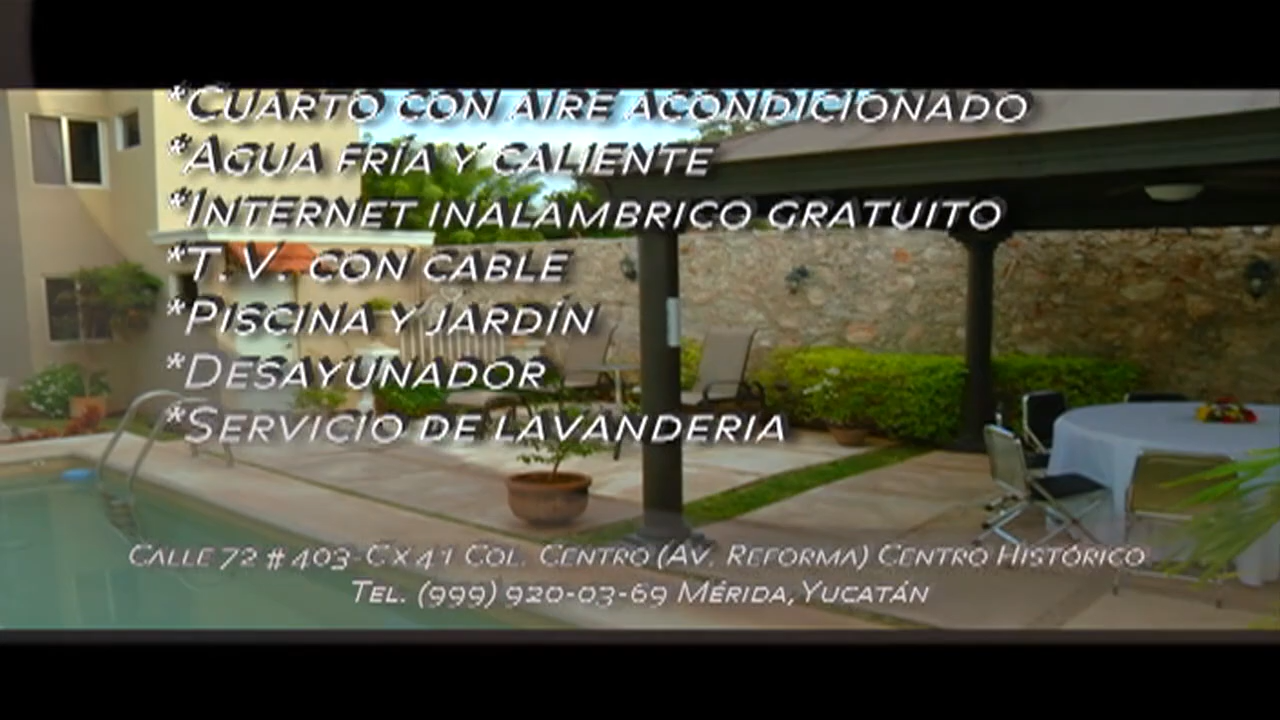 *CUARTO CON AIRE ACONDICIONADO
*AGUA FRÍA Y CALIENTE
*INTERNET INALAMBRICO GRATUITO
*T.V. CON CABLE
*PISCINA Y JARDÍN
*DESAYUNADOR
*SERVICIO DE LAVANDERIA
CALLE 72 # 403-C X 41 COL. CENTRO (AV. REFORMA) CENTRO HISTÓRICO
TEL. (999) 920-03-69 MÉRIDA, YUCATÁN